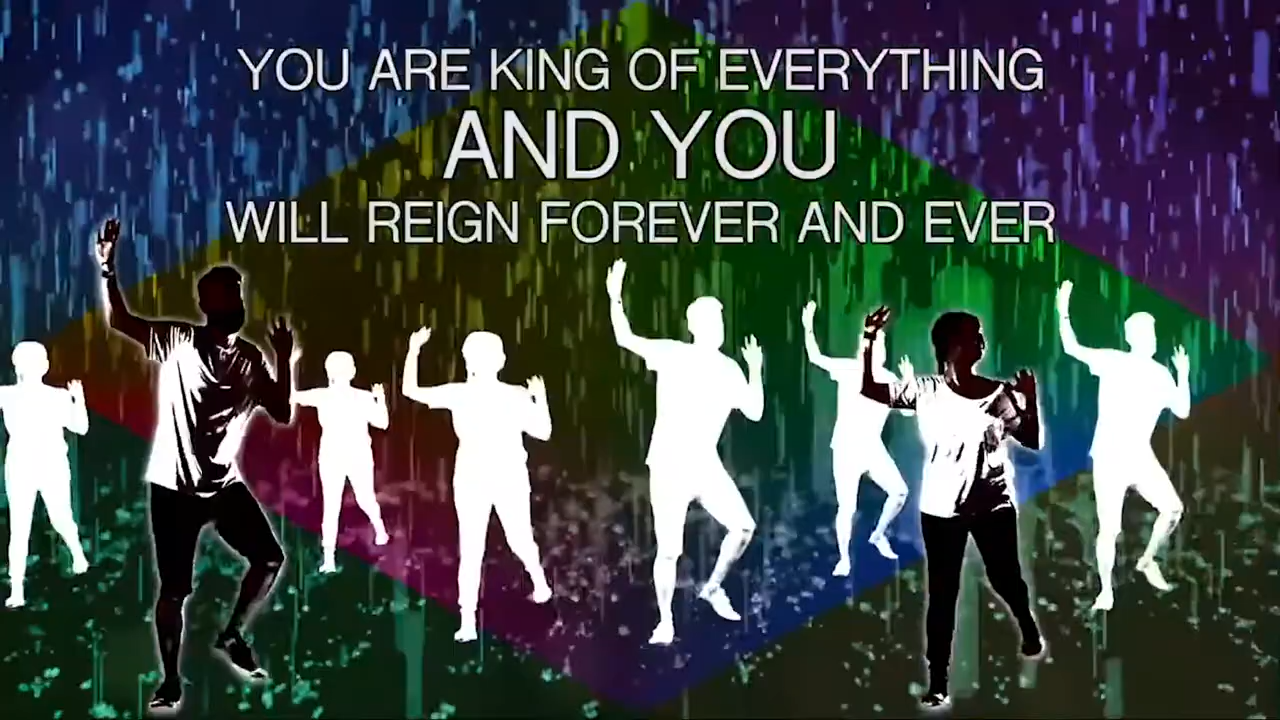 YOU ARE KING OF EVERYTHING
AND YOU
WILL REIGN FOREVER AND EVER